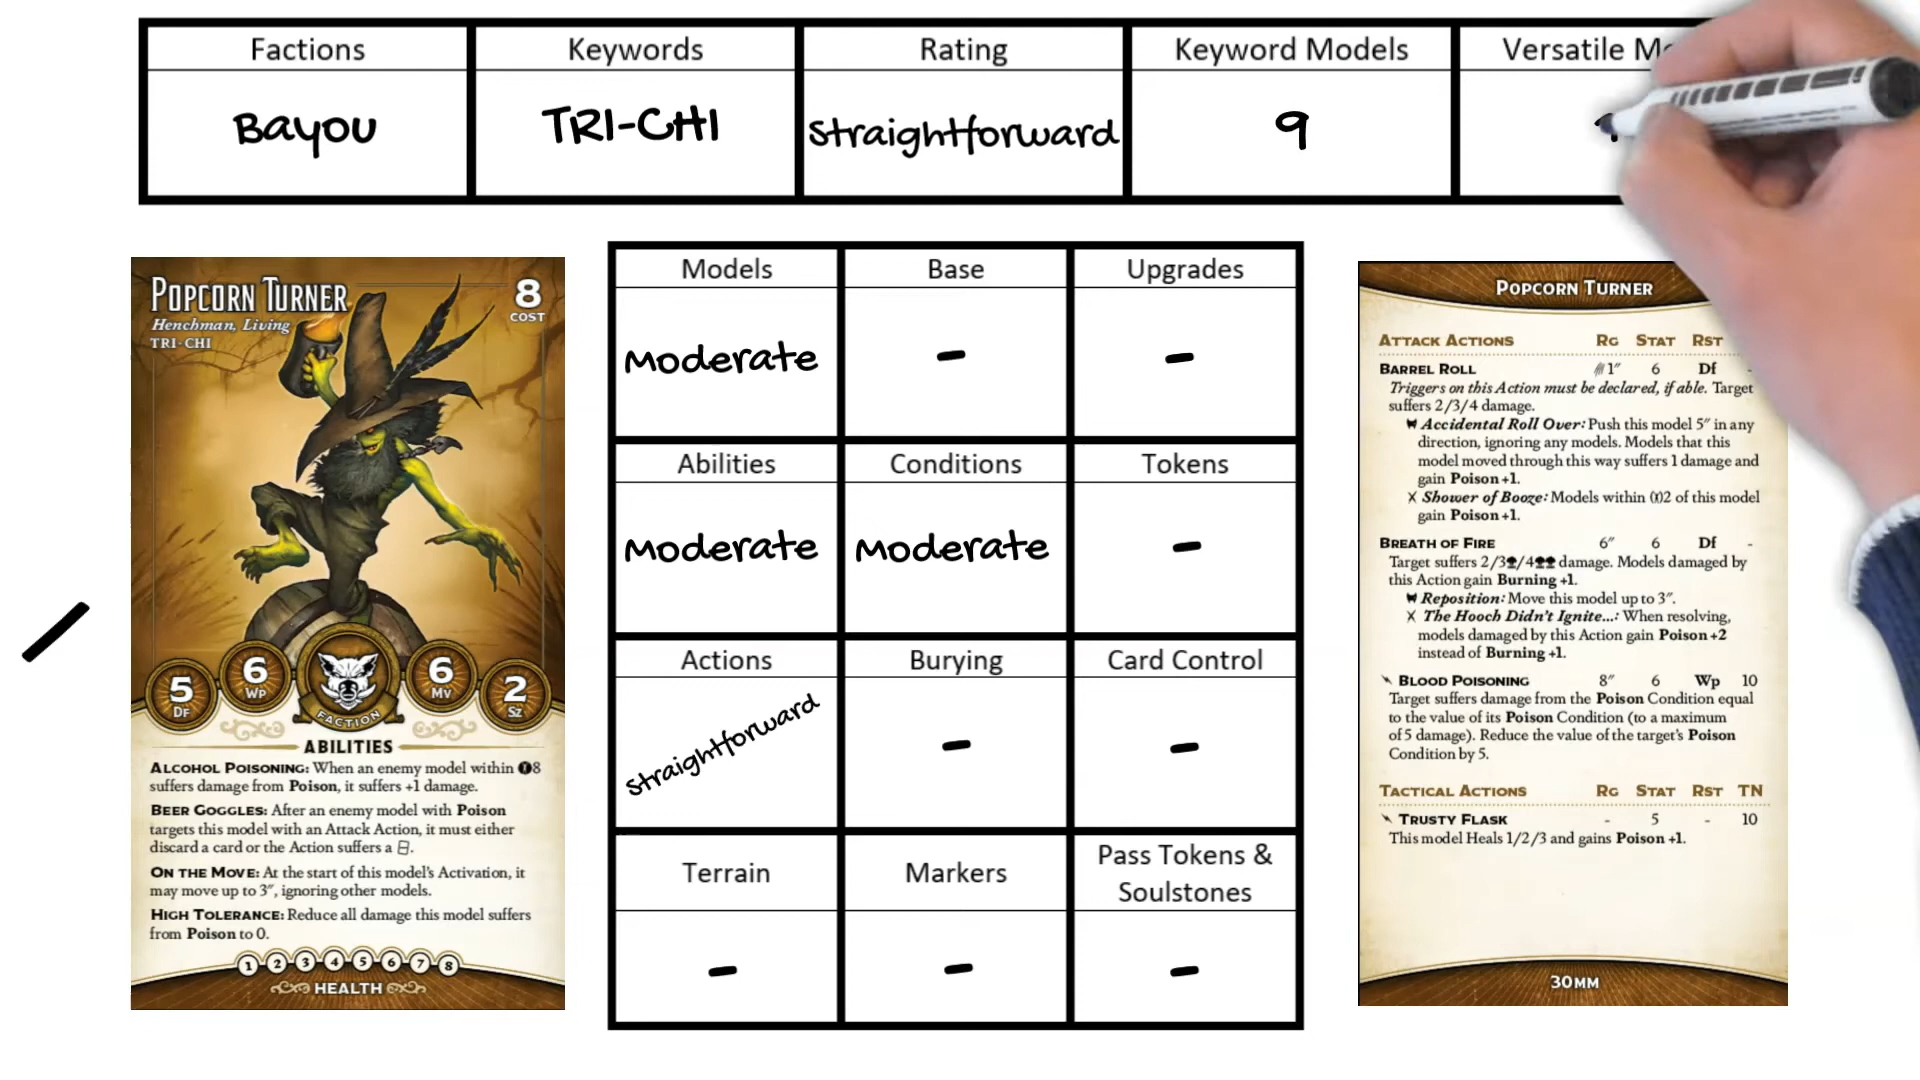 Factions
Keywords
Rating
Keyword Models
Versatile M
Bayou
TRI-CHI
Straightforward
9
POPCORN TURNER
8
COST
Henchman, Living
TRI-CHI
5
DF
6
WP
FACTION
6
MV
2
SZ
ABILITIES
ALCOHOL POISONING: When an enemy model within 8
suffers damage from Poison, it suffers +1 damage.
BEER GOGGLES: After an enemy model with Poison
targets this model with an Attack Action, it must either
discard a card or the Action suffers a ⊟.
ON THE MOVE: At the start of this model's Activation, it
may move up to 3", ignoring other models.
HIGH TOLERANCE: Reduce all damage this model suffers
from Poison to 0.
1 2 3 4 5 6 7 8
HEALTH
Models
Base
Upgrades
Moderate
-
-
Abilities
Conditions
Tokens
Moderate
Moderate
-
Actions
Burying
Card Control
Straightforward
-
-
Terrain
Markers
Pass Tokens &
Soulstones
-
-
-
POPCORN TURNER
ATTACK ACTIONS RG STAT RST
BARREL ROLL 1" 6 Df -
Triggers on this Action must be declared, if able. Target
suffers 2/3/4 damage.
Accidental Roll Over: Push this model 5" in any
direction, ignoring any models. Models that this
model moved through this way suffers 1 damage and
gain Poison +1.
Shower of Booze: Models within 2 of this model
gain Poison +1.
BREATH OF FIRE 6" 6 Df -
Target suffers 2/3/4 damage. Models damaged by
this Action gain Burning +1.
Reposition: Move this model up to 3".
The Hooch Didn't Ignite...: When resolving,
models damaged by this Action gain Poison +2
instead of Burning +1.
BLOOD POISONING 8" 6 Wp 10
Target suffers damage from the Poison Condition equal
to the value of its Poison Condition (to a maximum
of 5 damage). Reduce the value of the target's Poison
Condition by 5.
TACTICAL ACTIONS RG STAT RST TN
TRUSTY FLASK - 5 - 10
This model Heals 1/2/3 and gains Poison +1.
30MM